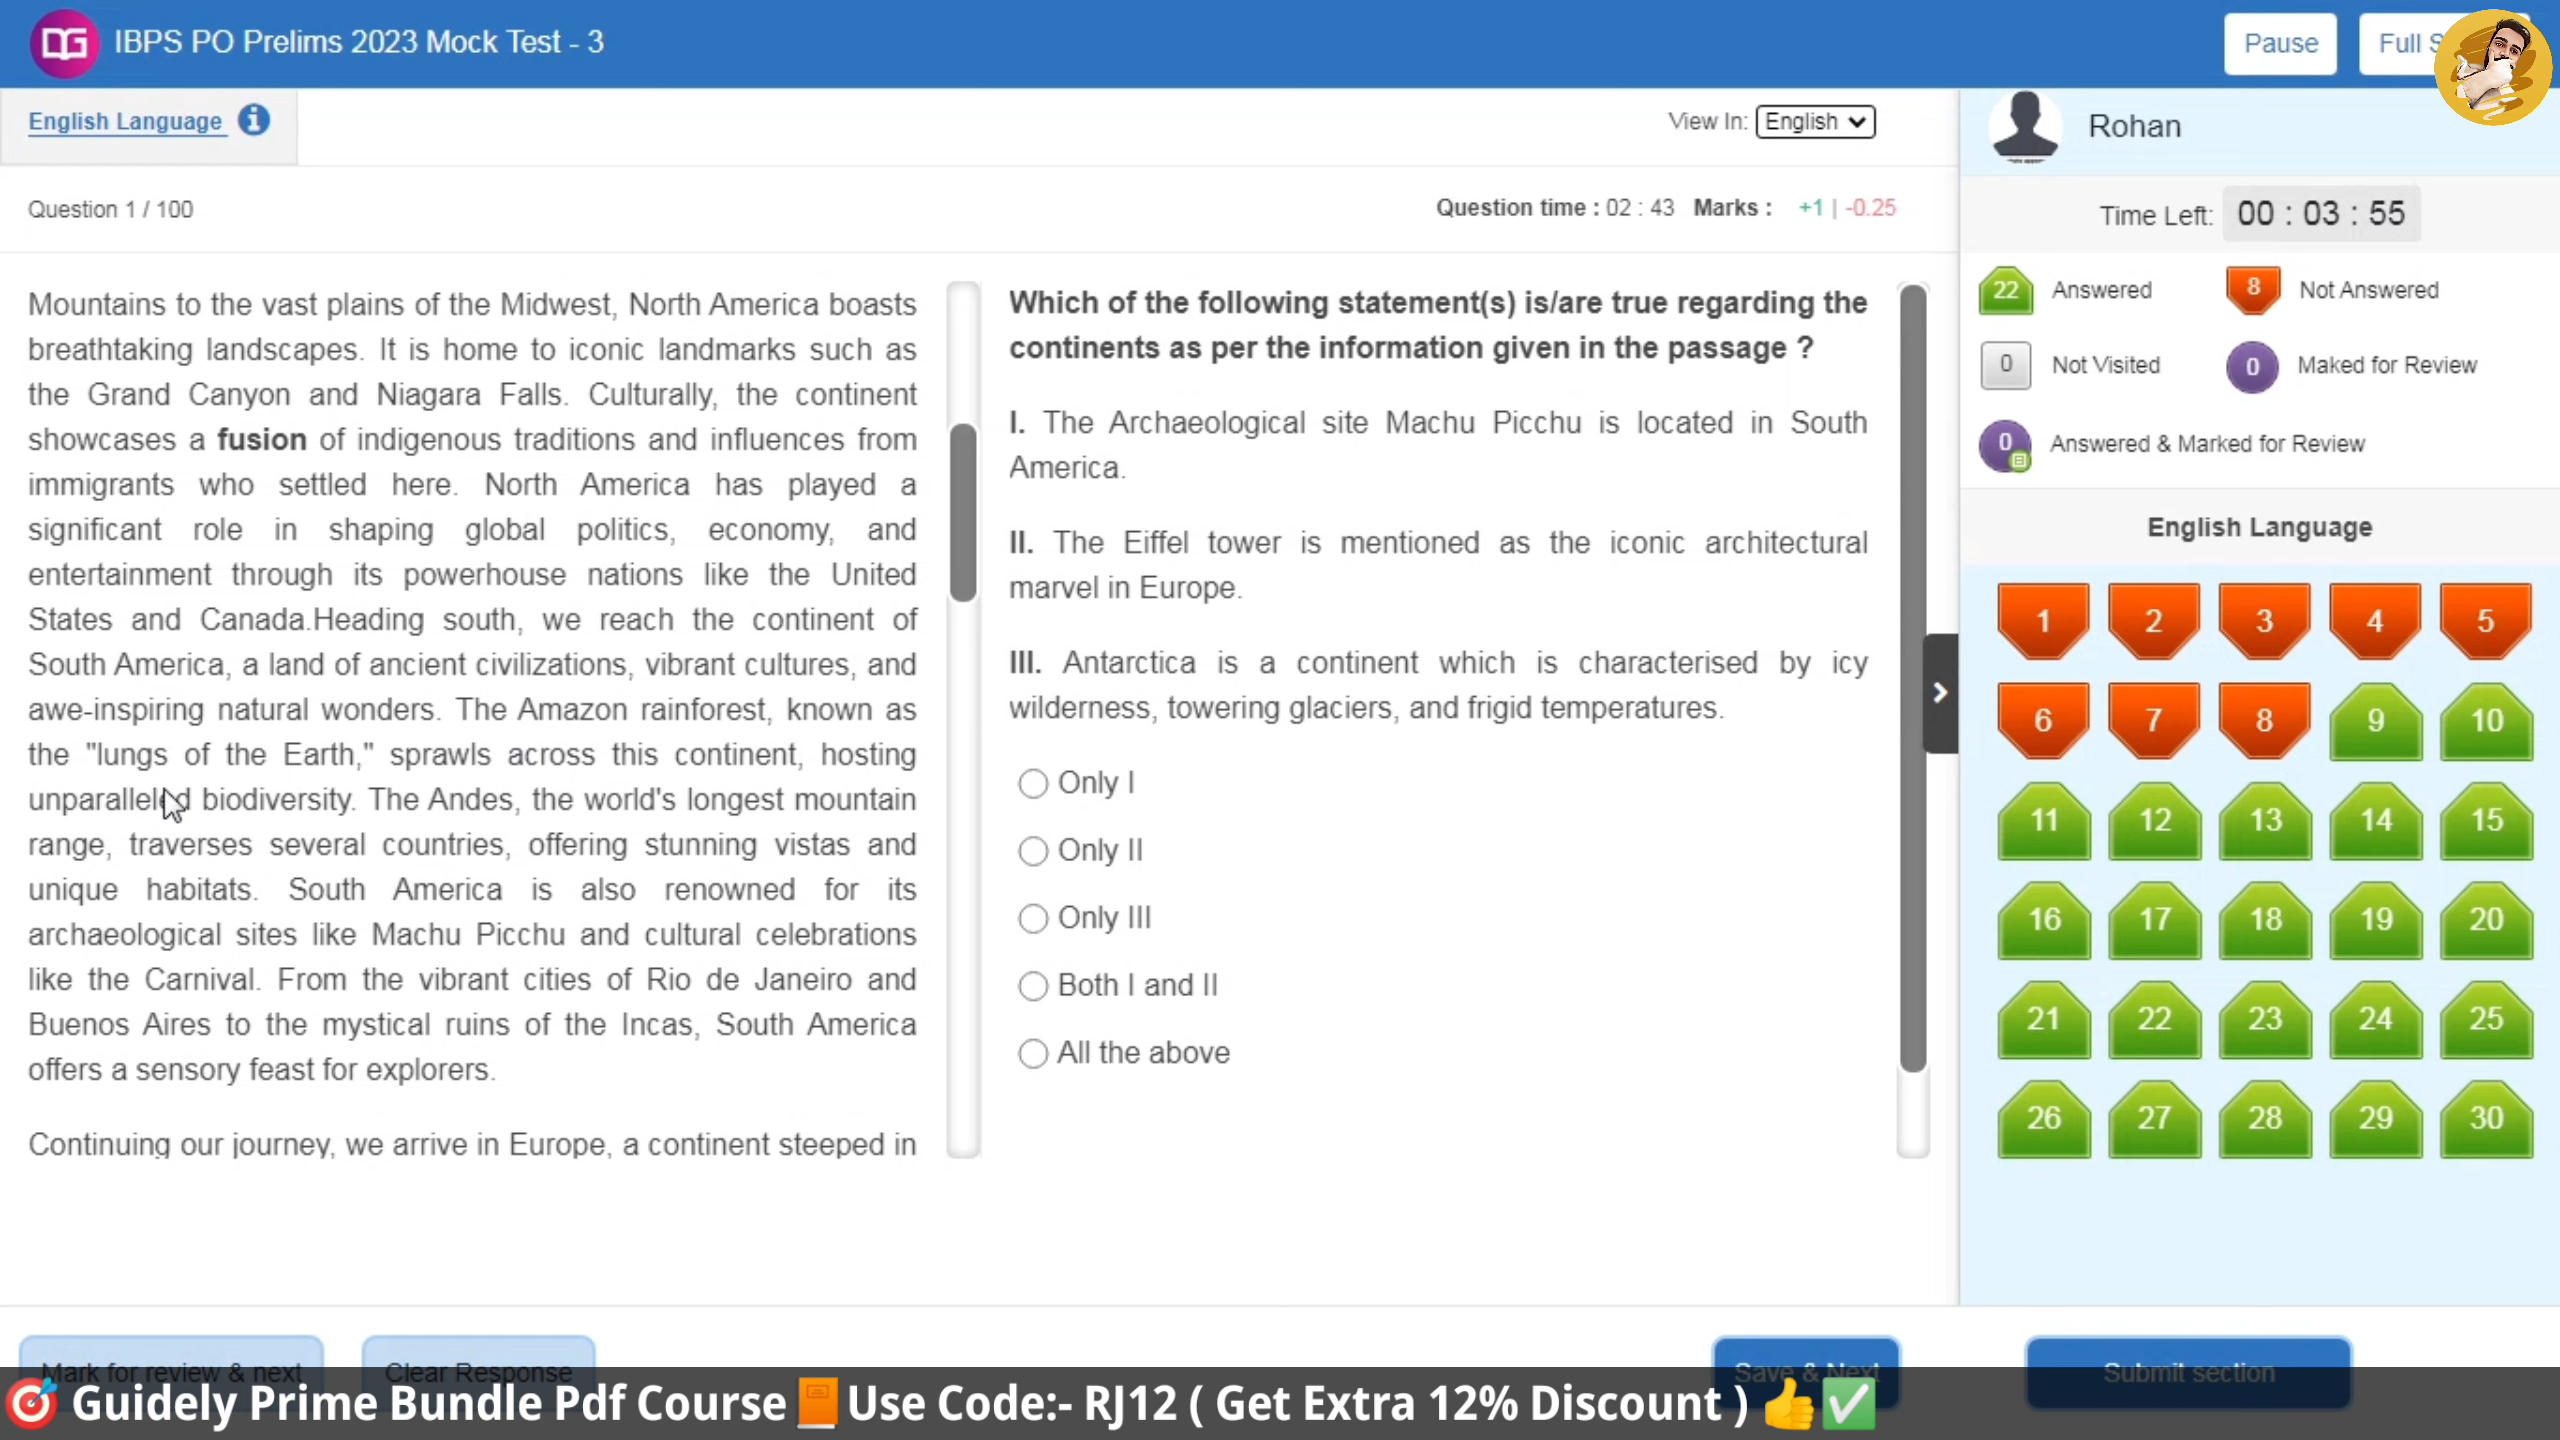 DG IBPS PO Prelims 2023 Mock Test - 3
Pause
Full S
English Language i
View In: English
Rohan
Question 1 / 100
Question time : 02 : 43 Marks : +1 | -0.25
Time Left: 00 : 03 : 55
22 Answered 8 Not Answered
0 Not Visited 0 Maked for Review
0 Answered & Marked for Review
Mountains to the vast plains of the Midwest, North America boasts
breathtaking landscapes. It is home to iconic landmarks such as
the Grand Canyon and Niagara Falls. Culturally, the continent
showcases a fusion of indigenous traditions and influences from
immigrants who settled here. North America has played a
significant role in shaping global politics, economy, and
entertainment through its powerhouse nations like the United
States and Canada.Heading south, we reach the continent of
South America, a land of ancient civilizations, vibrant cultures, and
awe-inspiring natural wonders. The Amazon rainforest, known as
the "lungs of the Earth," sprawls across this continent, hosting
unparalleled biodiversity. The Andes, the world's longest mountain
range, traverses several countries, offering stunning vistas and
unique habitats. South America is also renowned for its
archaeological sites like Machu Picchu and cultural celebrations
like the Carnival. From the vibrant cities of Rio de Janeiro and
Buenos Aires to the mystical ruins of the Incas, South America
offers a sensory feast for explorers.
Continuing our journey, we arrive in Europe, a continent steeped in
Which of the following statement(s) is/are true regarding the
continents as per the information given in the passage ?
I. The Archaeological site Machu Picchu is located in South
America.
II. The Eiffel tower is mentioned as the iconic architectural
marvel in Europe.
III. Antarctica is a continent which is characterised by icy
wilderness, towering glaciers, and frigid temperatures.
Only I
Only II
Only III
Both I and II
All the above
English Language
1 2 3 4 5
6 7 8 9 10
11 12 13 14 15
16 17 18 19 20
21 22 23 24 25
26 27 28 29 30
Mark for review & next
Clear Response
Save & Next
Submit section
Guidely Prime Bundle Pdf Course Use Code:- RJ12 ( Get Extra 12% Discount )